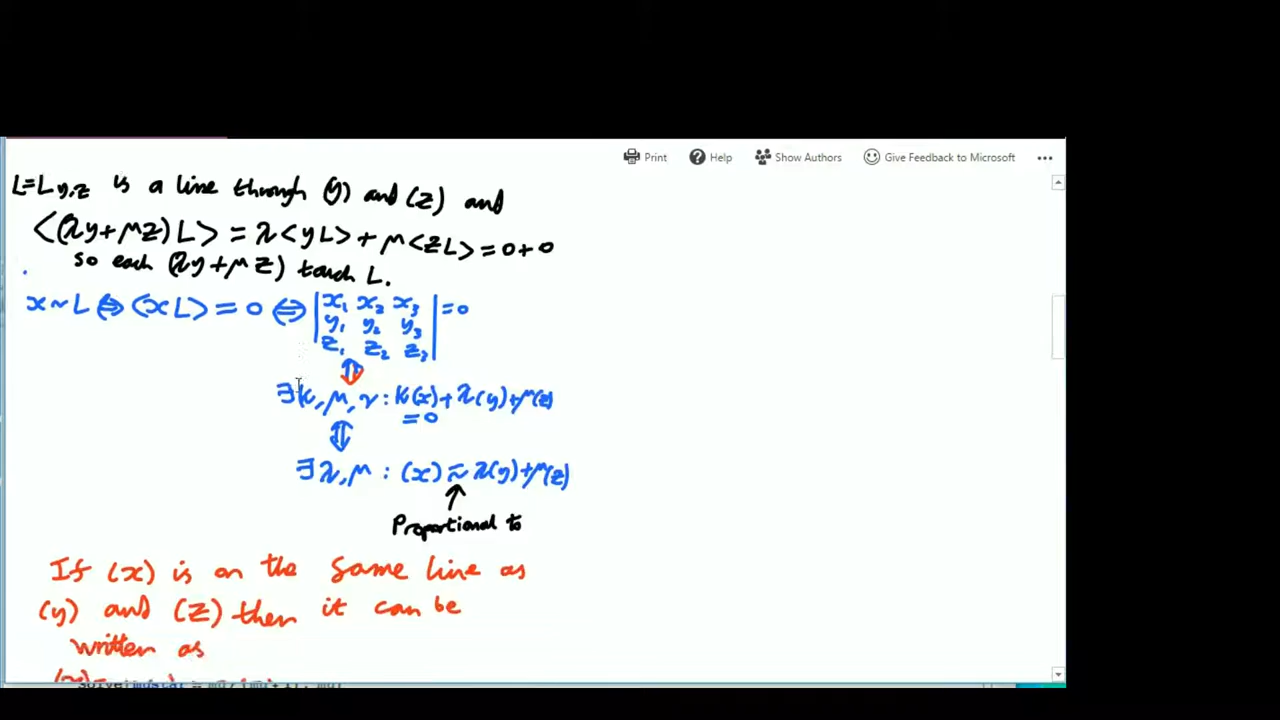 Print Help Show Authors Give Feedback to Microsoft ...
L=L y,z is a line through (y) and (z) and
<(λy+μz)L> = λ<yL> + μ<zL> = 0+0
so each (λy+μz) touch L.
x~L ⇔ <xL> = 0 ⇔ | x₁ x₂ x₃ | = 0
| y₁ y₂ y₃ |
| z₁ z₂ z₃ |
⇕
∃ k, μ, ν : k(x)+λ(y)+μ(z)
= 0
⇕
∃ λ, μ : (x) ≈ λ(y)+μ(z)
↑
Proportional to
If (x) is on the same line as
(y) and (z) then it can be
written as